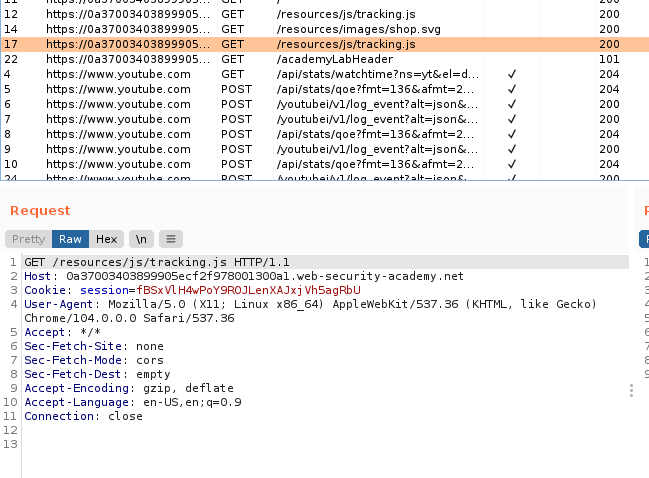 12 https://0a37003403899905... GET /resources/js/tracking.js 200
14 https://0a37003403899905... GET /resources/images/shop.svg 200
17 https://0a37003403899905... GET /resources/js/tracking.js 200
22 https://0a37003403899905... GET /academyLabHeader 101
4 https://www.youtube.com GET /api/stats/watchtime?ns=yt&el=d... ✓ 204
5 https://www.youtube.com POST /api/stats/qoe?fmt=136&afmt=2... ✓ 204
6 https://www.youtube.com POST /youtubei/v1/log_event?alt=json&... ✓ 200
7 https://www.youtube.com POST /youtubei/v1/log_event?alt=json&... ✓ 200
8 https://www.youtube.com POST /api/stats/qoe?fmt=136&afmt=2... ✓ 204
9 https://www.youtube.com POST /youtubei/v1/log_event?alt=json&... ✓ 200
10 https://www.youtube.com POST /api/stats/qoe?fmt=136&afmt=2... ✓ 204
24 https://www.youtube.com POST /youtubei/v1/log_event?alt=json&... ✓ 200
Request
Pretty Raw Hex \n
1 GET /resources/js/tracking.js HTTP/1.1
2 Host: 0a37003403899905ecf2f978001300a1.web-security-academy.net
3 Cookie: session=fBSxVlH4wPoY9ROJLenXAJxjVh5agRbU
4 User-Agent: Mozilla/5.0 (X11; Linux x86_64) AppleWebKit/537.36 (KHTML, like Gecko)
Chrome/104.0.0.0 Safari/537.36
5 Accept: */*
6 Sec-Fetch-Site: none
7 Sec-Fetch-Mode: cors
8 Sec-Fetch-Dest: empty
9 Accept-Encoding: gzip, deflate
10 Accept-Language: en-US,en;q=0.9
11 Connection: close
12
13